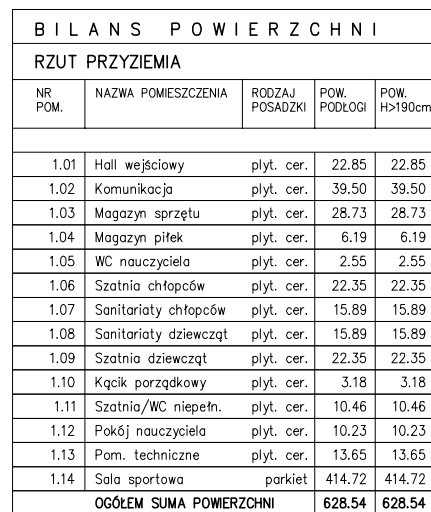 BILANS POWIERZCHNI
RZUT PRZYZIEMIA
NR POM. NAZWA POMIESZCZENIA RODZAJ POSADZKI POW. PODŁOGI POW. H>190cm
1.01 Hall wejściowy plyt. cer. 22.85 22.85
1.02 Komunikacja plyt. cer. 39.50 39.50
1.03 Magazyn sprzętu plyt. cer. 28.73 28.73
1.04 Magazyn piłek plyt. cer. 6.19 6.19
1.05 WC nauczyciela plyt. cer. 2.55 2.55
1.06 Szatnia chłopców plyt. cer. 22.35 22.35
1.07 Sanitariaty chłopców plyt. cer. 15.89 15.89
1.08 Sanitariaty dziewcząt plyt. cer. 15.89 15.89
1.09 Szatnia dziewcząt plyt. cer. 22.35 22.35
1.10 Kącik porządkowy plyt. cer. 3.18 3.18
1.11 Szatnia/WC niepełn. plyt. cer. 10.46 10.46
1.12 Pokój nauczyciela plyt. cer. 10.23 10.23
1.13 Pom. techniczne plyt. cer. 13.65 13.65
1.14 Sala sportowa parkiet 414.72 414.72
OGÓŁEM SUMA POWIERZCHNI 628.54 628.54